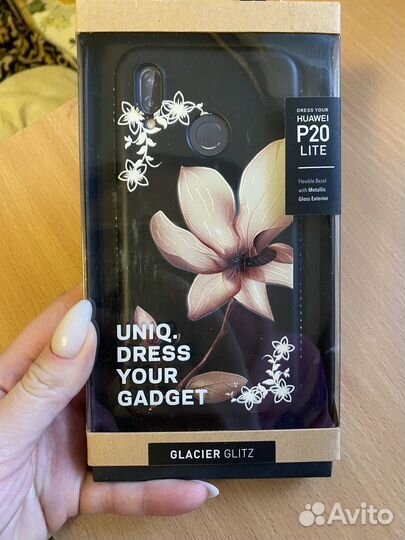 DRESS YOUR
HUAWEI
P20
LITE
Flexible Bezel
with Metallic
Gloss Exterior
UNIQ.
DRESS
YOUR
GADGET
GLACIER GLITZ
Avito